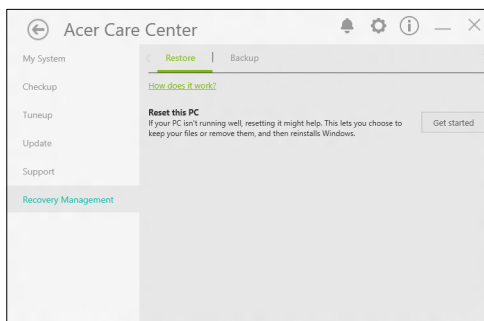 Acer Care Center
My System
Restore | Backup
Checkup
How does it work?
Tuneup
Reset this PC
If your PC isn't running well, resetting it might help. This lets you choose to
keep your files or remove them, and then reinstalls Windows.
Get started
Update
Support
Recovery Management